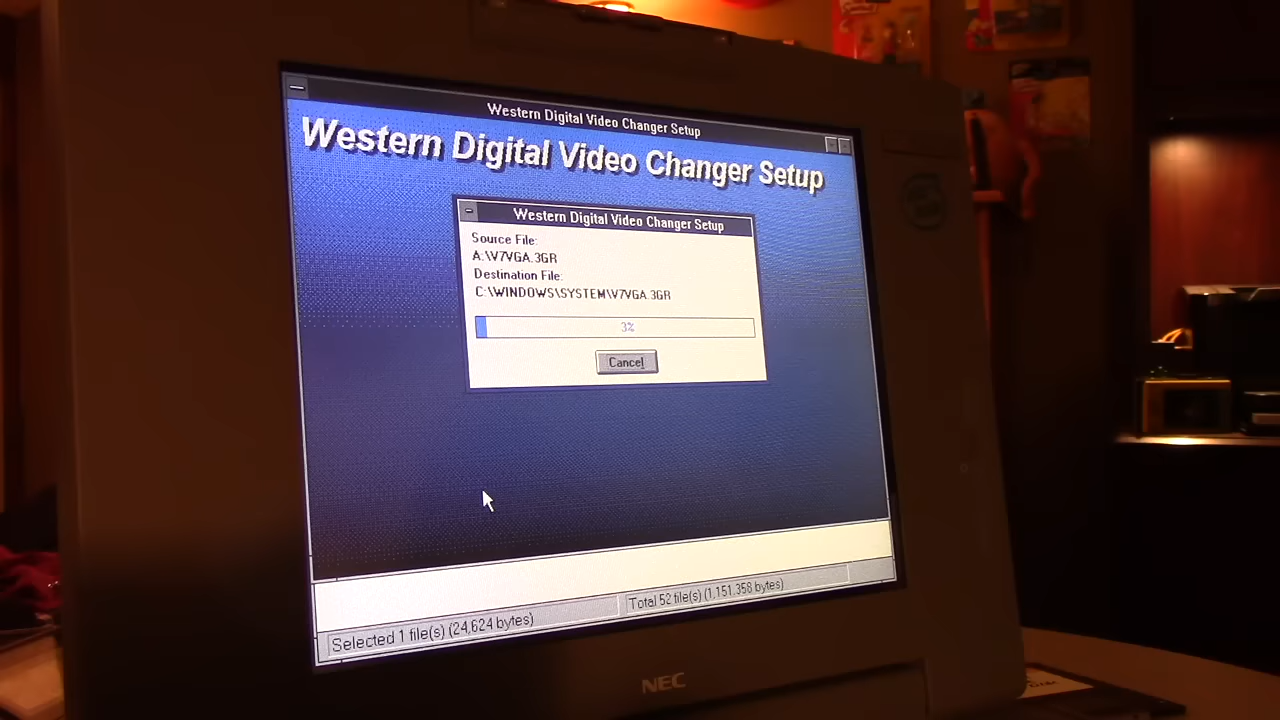 Western Digital Video Changer Setup
Western Digital Video Changer Setup
Western Digital Video Changer Setup
Source File:
A:\V7VGA.3GR
Destination File:
C:\WINDOWS\SYSTEM\V7VGA.3GR
3%
Cancel
Selected 1 file(s) (24,624 bytes)
Total 52 file(s) (1,151,358 bytes)
NEC